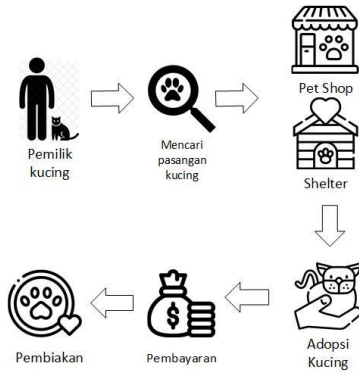 Pemilik
kucing
Mencari
pasangan
kucing
Pet Shop
Shelter
Adopsi
Kucing
$
Pembayaran
Pembiakan